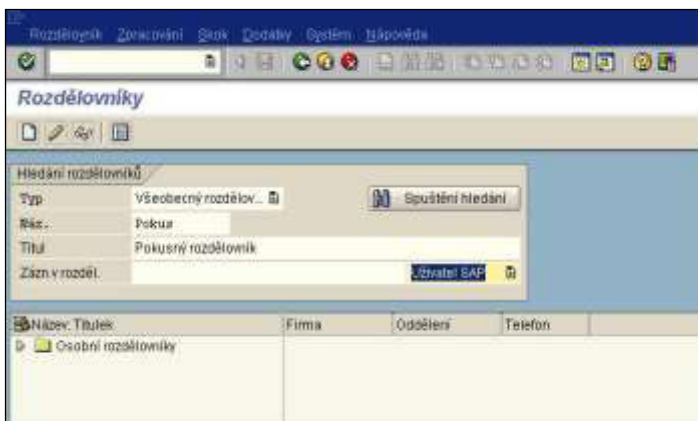 Rozdělovník Zpracování Skok Dodatky Systém Nápověda
Rozdělovníky
Hledání rozdělovníků
Typ Všeobecný rozdělov... Spuštění hledání
Náz. Pokus
Titul Pokusný rozdělovník
Zázn.v rozděl. Uživatel SAP
Název: Titulek Firma Oddělení Telefon
Osobní rozdělovníky